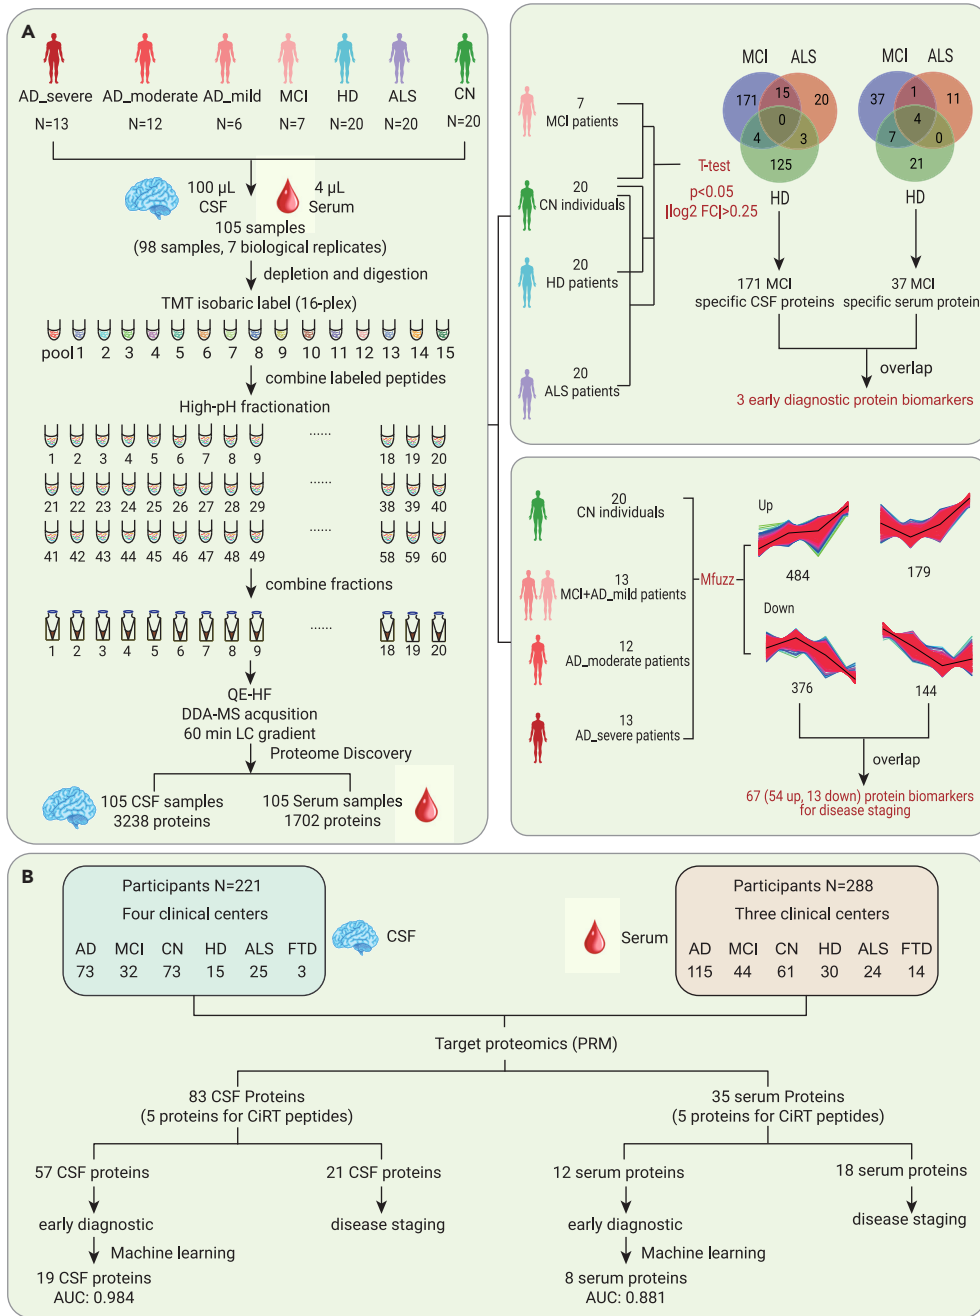 A
AD_severe AD_moderate AD_mild MCI HD ALS CN
N=13 N=12 N=6 N=7 N=20 N=20 N=20
100 µL
CSF
4 µL
Serum
105 samples
(98 samples, 7 biological replicates)
depletion and digestion
TMT isobaric label (16-plex)
pool 1 2 3 4 5 6 7 8 9 10 11 12 13 14 15
combine labeled peptides
High-pH fractionation
1 2 3 4 5 6 7 8 9 ...... 18 19 20
21 22 23 24 25 26 27 28 29 ...... 38 39 40
41 42 43 44 45 46 47 48 49 ...... 58 59 60
combine fractions
1 2 3 4 5 6 7 8 9 ...... 18 19 20
QE-HF
DDA-MS acqusition
60 min LC gradient
Proteome Discovery
105 CSF samples
3238 proteins
105 Serum samples
1702 proteins
7
MCI patients
20
CN individuals
20
HD patients
20
ALS patients
T-test
p<0.05
|log2 FC|>0.25
MCI ALS
171 15 20
0
4 3
125
HD
MCI ALS
37 1 11
4
7 0
21
HD
171 MCI
specific CSF proteins
37 MCI
specific serum protein
overlap
3 early diagnostic protein biomarkers
20
CN individuals
13
MCI+AD_mild patients
12
AD_moderate patients
13
AD_severe patients
Mfuzz
Up
484 179
Down
376 144
overlap
67 (54 up, 13 down) protein biomarkers
for disease staging
B
Participants N=221
Four clinical centers
AD MCI CN HD ALS FTD
73 32 73 15 25 3
CSF
Serum
Participants N=288
Three clinical centers
AD MCI CN HD ALS FTD
115 44 61 30 24 14
Target proteomics (PRM)
83 CSF Proteins
(5 proteins for CiRT peptides)
35 serum Proteins
(5 proteins for CiRT peptides)
57 CSF proteins
21 CSF proteins
12 serum proteins
18 serum proteins
early diagnostic
disease staging
early diagnostic
disease staging
Machine learning
Machine learning
19 CSF proteins
AUC: 0.984
8 serum proteins
AUC: 0.881